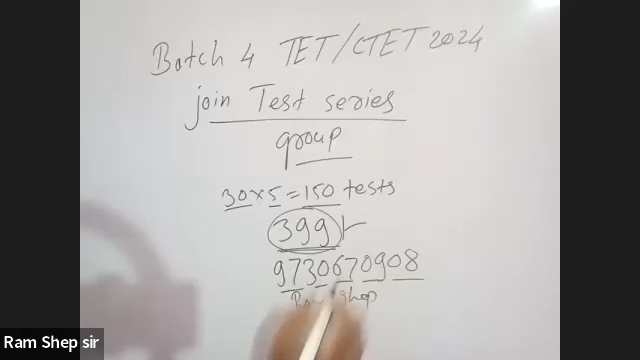 Batch 4 TET/CTET 2024
join Test series
group
30 x 5 = 150 tests
399/-
9730670908
Ram Shep sir